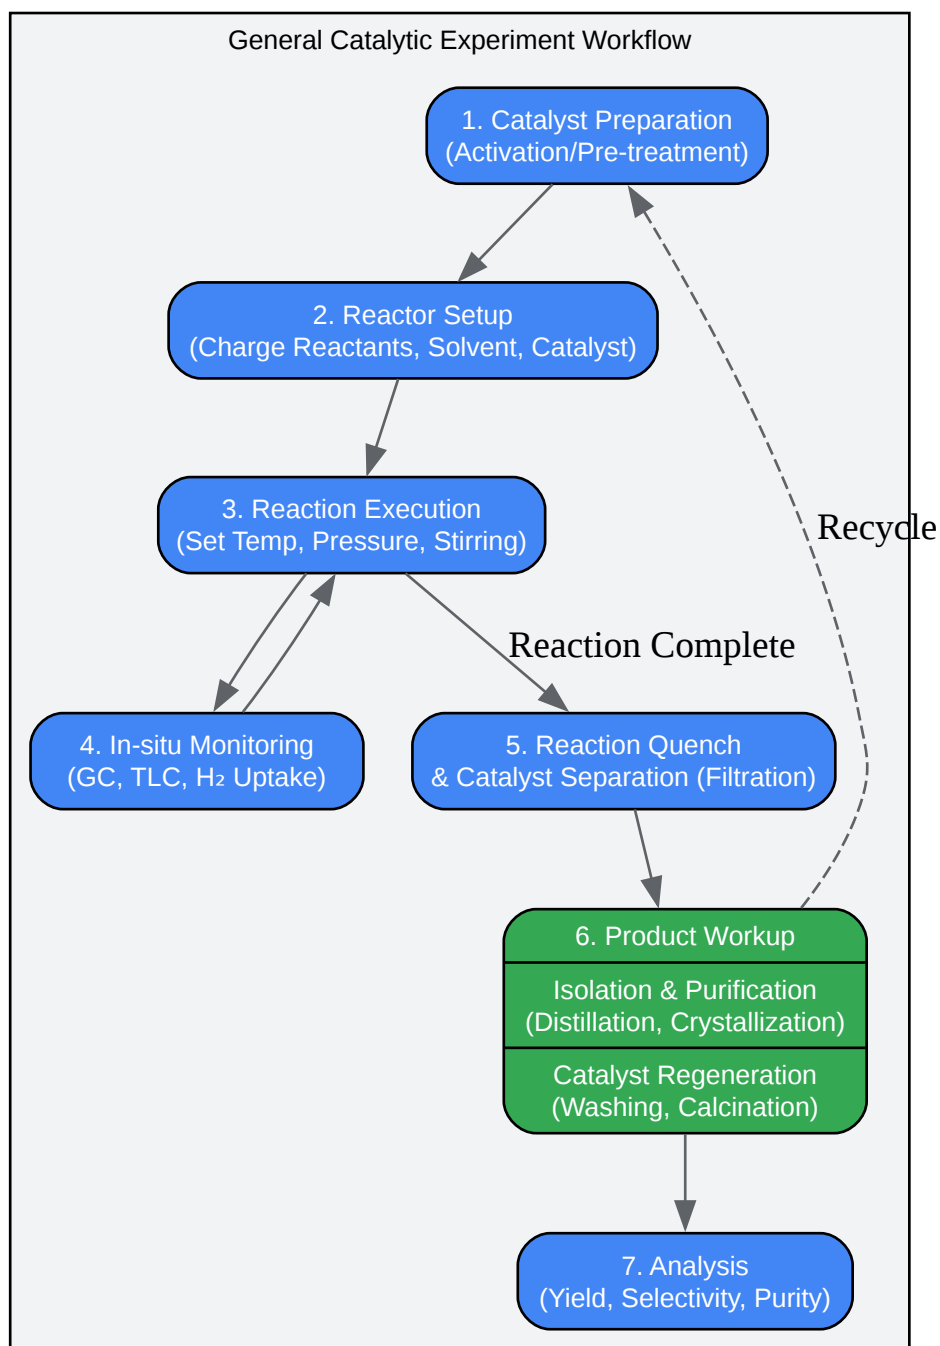 General Catalytic Experiment Workflow
1. Catalyst Preparation
(Activation/Pre-treatment)
2. Reactor Setup
(Charge Reactants, Solvent, Catalyst)
3. Reaction Execution
(Set Temp, Pressure, Stirring)
Recycle
Reaction Complete
4. In-situ Monitoring
(GC, TLC, H₂ Uptake)
5. Reaction Quench
& Catalyst Separation (Filtration)
6. Product Workup
Isolation & Purification
(Distillation, Crystallization)
Catalyst Regeneration
(Washing, Calcination)
7. Analysis
(Yield, Selectivity, Purity)